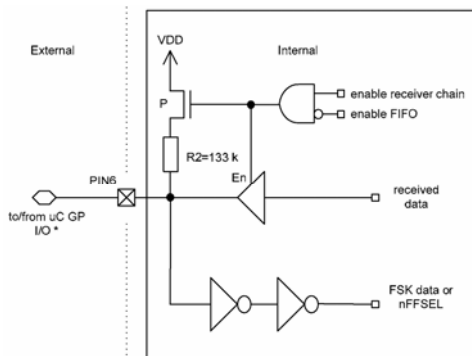 External
Internal
VDD
P
enable receiver chain
enable FIFO
R2=133 k
En
PIN6
received
data
to/from uC GP
I/O *
FSK data or
nFFSEL